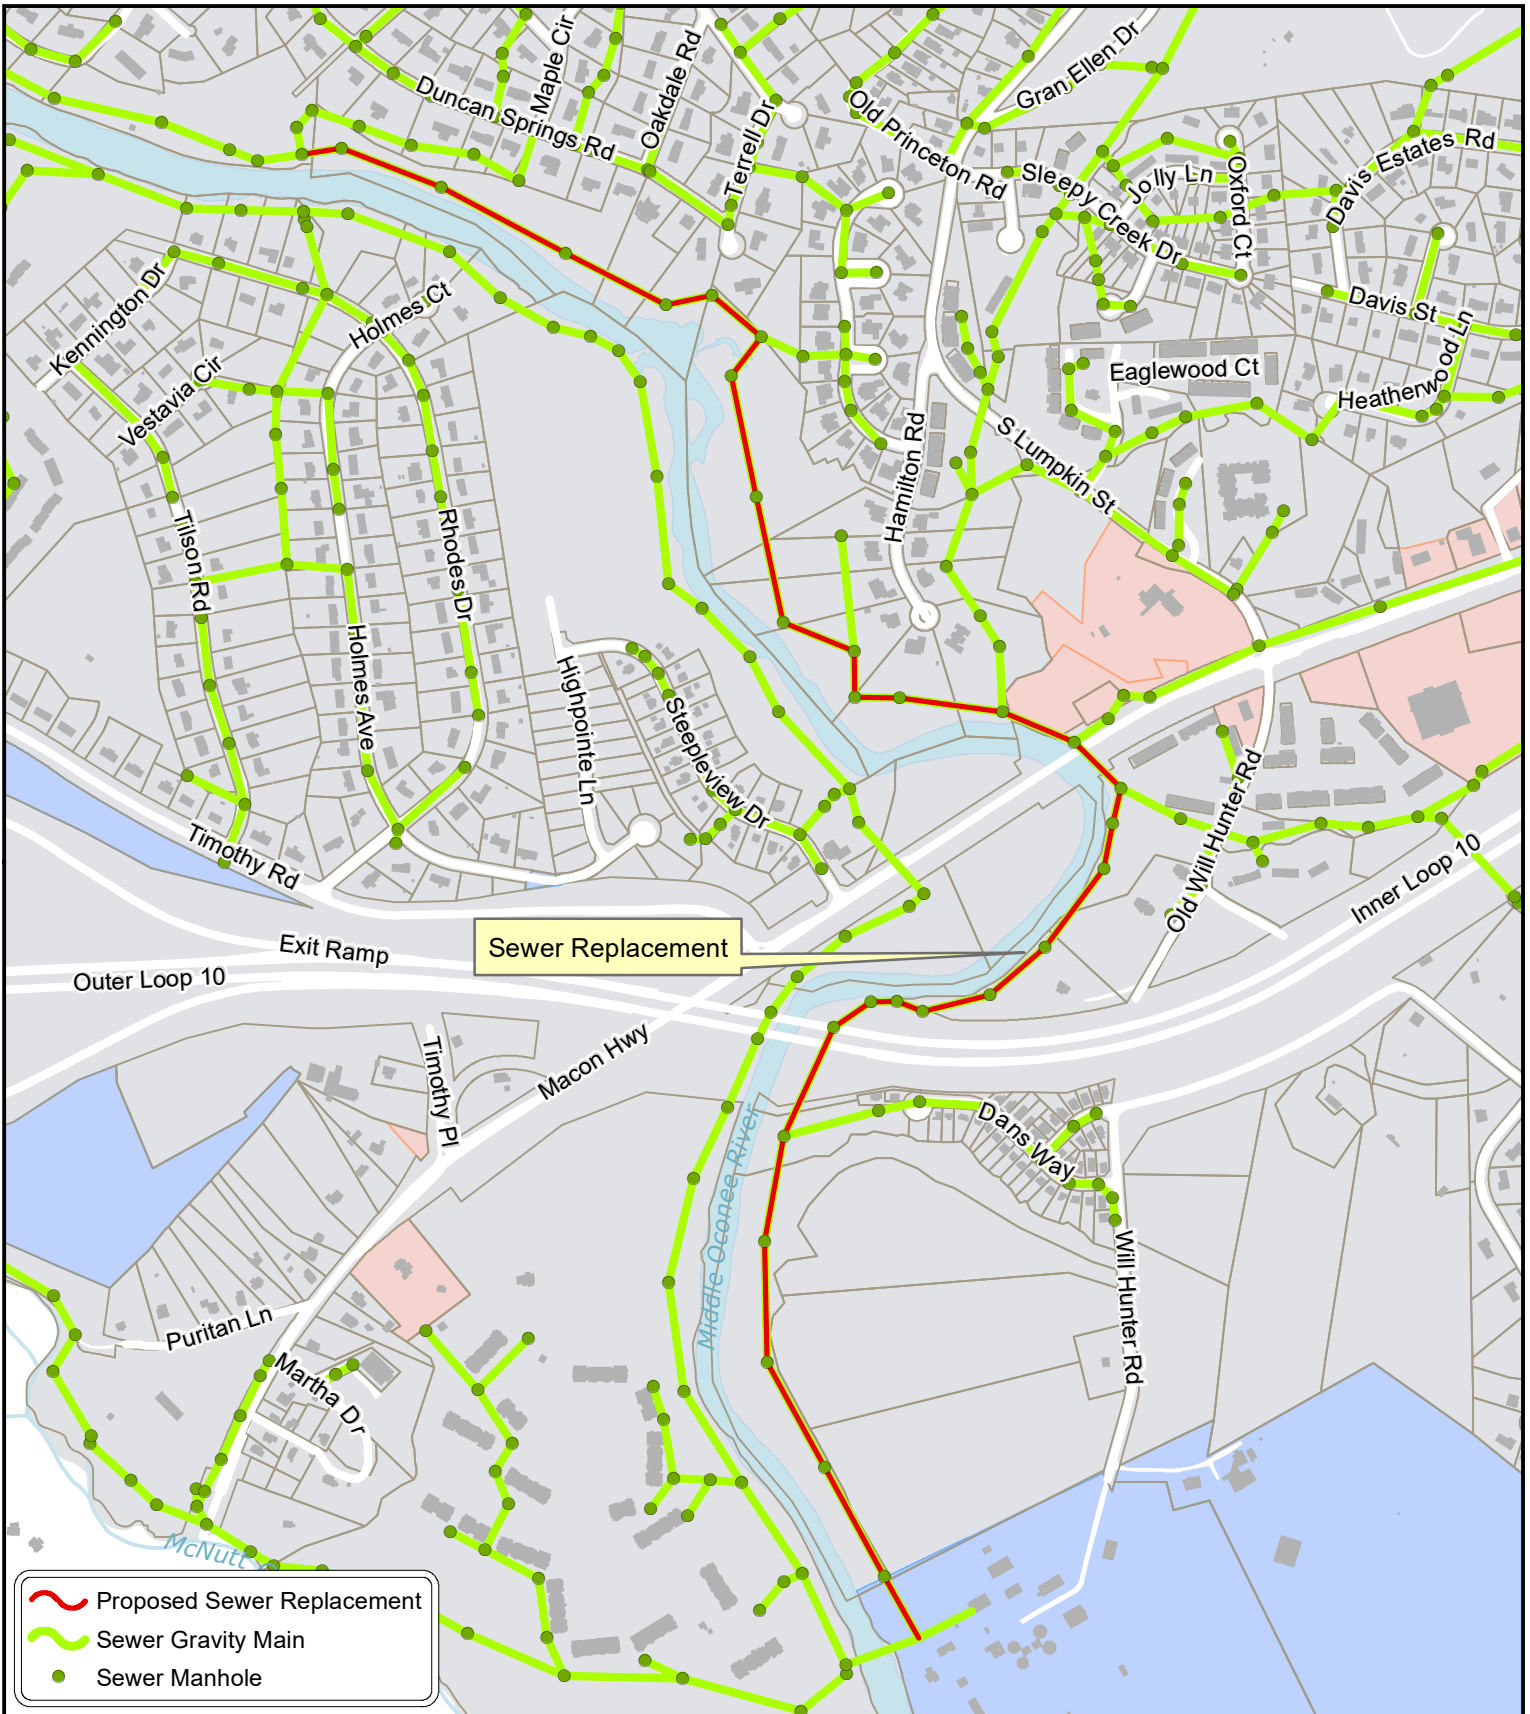 Maple Cir
Oakdale Rd
Duncan Springs Rd
Terrell Dr
Gran Ellen Dr
Old Princeton Rd
Sleepy Creek Dr
Jolly Ln
Oxford Ct
Davis Estates Rd
Kennington Dr
Holmes Ct
Davis St
Vestavia Cir
Eaglewood Ct
Heatherwood Ln
Hamilton Rd
S Lumpkin St
Tilson Rd
Rhodes Dr
Holmes Ave
Highpointe Ln
Steepleview Dr
Timothy Rd
Old Will Hunter Rd
Inner Loop 10
Exit Ramp
Sewer Replacement
Outer Loop 10
Timothy Pl
Macon Hwy
Dans Way
Middle Oconee River
Will Hunter Rd
Puritan Ln
Martha Dr
McNutt
Proposed Sewer Replacement
Sewer Gravity Main
Sewer Manhole